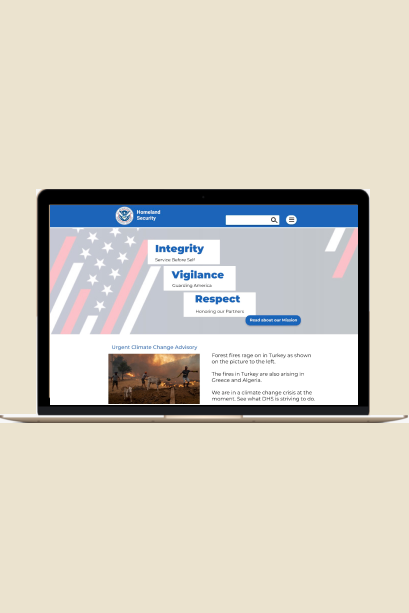 Homeland
Security
Integrity
Service Before Self
Vigilance
Guarding America
Respect
Honoring our Partners
Read about our Mission
Urgent Climate Change Advisory
Forest fires rage on in Turkey as shown
on the picture to the left.
The fires in Turkey are also arising in
Greece and Algeria.
We are in a climate change crisis at the
moment. See what DHS is striving to do.